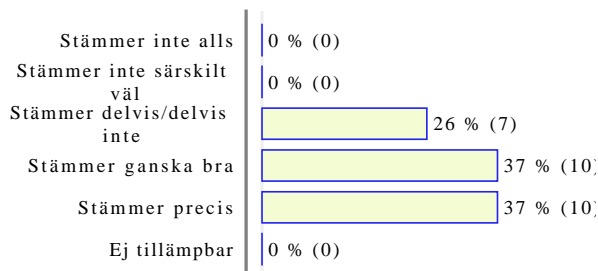 Stämmer inte alls 0 % (0)
Stämmer inte särskilt
väl 0 % (0)
Stämmer delvis/delvis
inte 26 % (7)
Stämmer ganska bra 37 % (10)
Stämmer precis 37 % (10)
Ej tillämpbar 0 % (0)